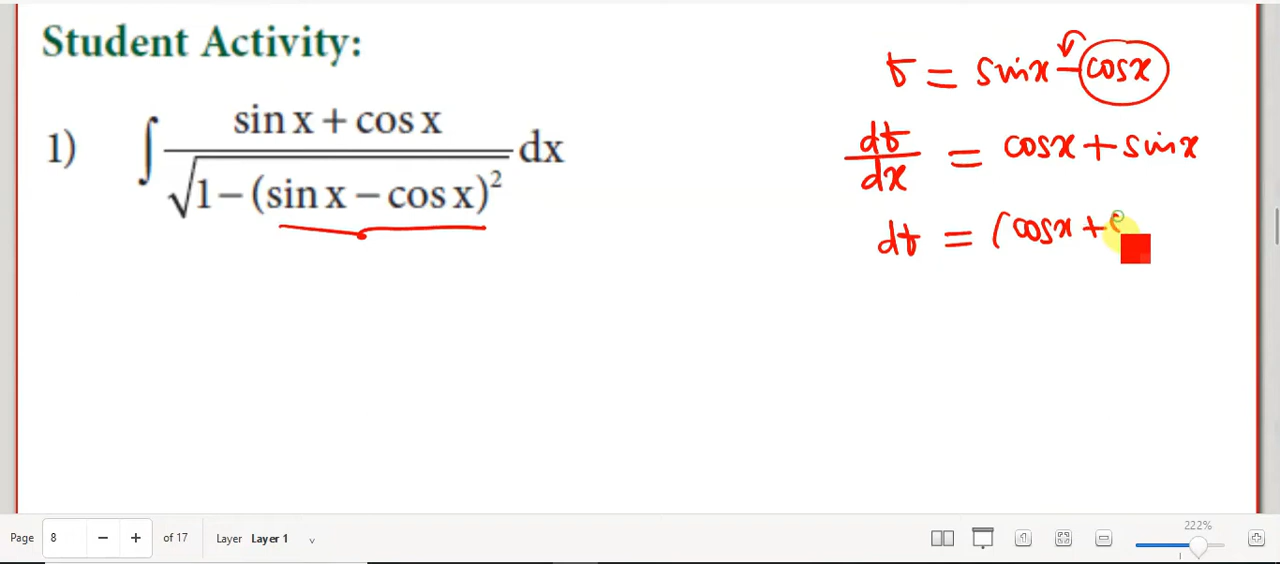 Student Activity:
t = sinx - cosx
1) ∫ sin x + cos x / √1 – (sin x – cos x)² dx
dt/dx = cosx + sinx
dt = (cosx +
Page 8 – + of 17 Layer Layer 1 222%